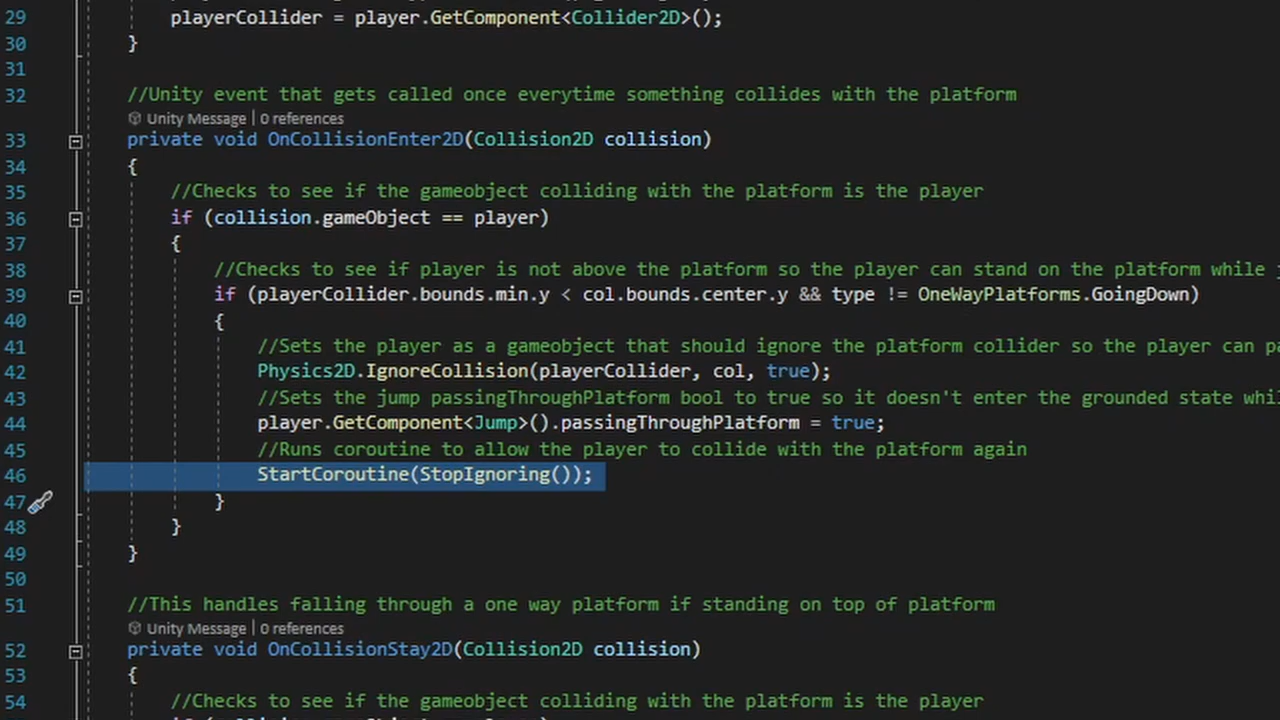 29 playerCollider = player.GetComponent<Collider2D>();
30 }
31
32 //Unity event that gets called once everytime something collides with the platform
Unity Message | 0 references
33 private void OnCollisionEnter2D(Collision2D collision)
34 {
35 //Checks to see if the gameobject colliding with the platform is the player
36 if (collision.gameObject == player)
37 {
38 //Checks to see if player is not above the platform so the player can stand on the platform while
39 if (playerCollider.bounds.min.y < col.bounds.center.y && type != OneWayPlatforms.GoingDown)
40 {
41 //Sets the player as a gameobject that should ignore the platform collider so the player can pa
42 Physics2D.IgnoreCollision(playerCollider, col, true);
43 //Sets the jump passingThroughPlatform bool to true so it doesn't enter the grounded state whi
44 player.GetComponent<Jump>().passingThroughPlatform = true;
45 //Runs coroutine to allow the player to collide with the platform again
46 StartCoroutine(StopIgnoring());
47 }
48 }
49 }
50
51 //This handles falling through a one way platform if standing on top of platform
Unity Message | 0 references
52 private void OnCollisionStay2D(Collision2D collision)
53 {
54 //Checks to see if the gameobject colliding with the platform is the player